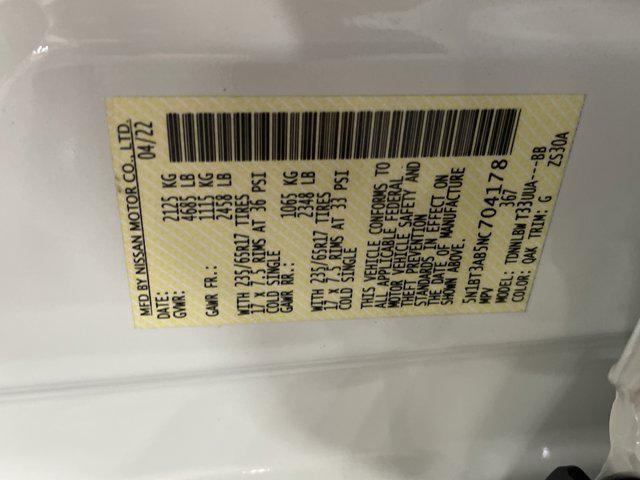 MFD BY NISSAN MOTOR CO., LTD.
DATE: 04/22
GVWR: 2125 KG
4685 LB
GAWR FR.: 1115 KG
2458 LB
WITH 235/65R17 TIRES
17 X 7.5 RIMS AT 36 PSI
COLD SINGLE
GAWR RR.: 1065 KG
2348 LB
WITH 235/65R17 TIRES
17 X 7.5 RIMS AT 33 PSI
COLD SINGLE
THIS VEHICLE CONFORMS TO
ALL APPLICABLE FEDERAL
MOTOR VEHICLE SAFETY AND
THEFT PREVENTION
STANDARDS IN EFFECT ON
THE DATE OF MANUFACTURE
SHOWN ABOVE.
5N1BT3AB3NC704178
MPV 367
MODEL: TDNNLBW T33UUA----BB
COLOR: QAK TRIM: G ZS30A